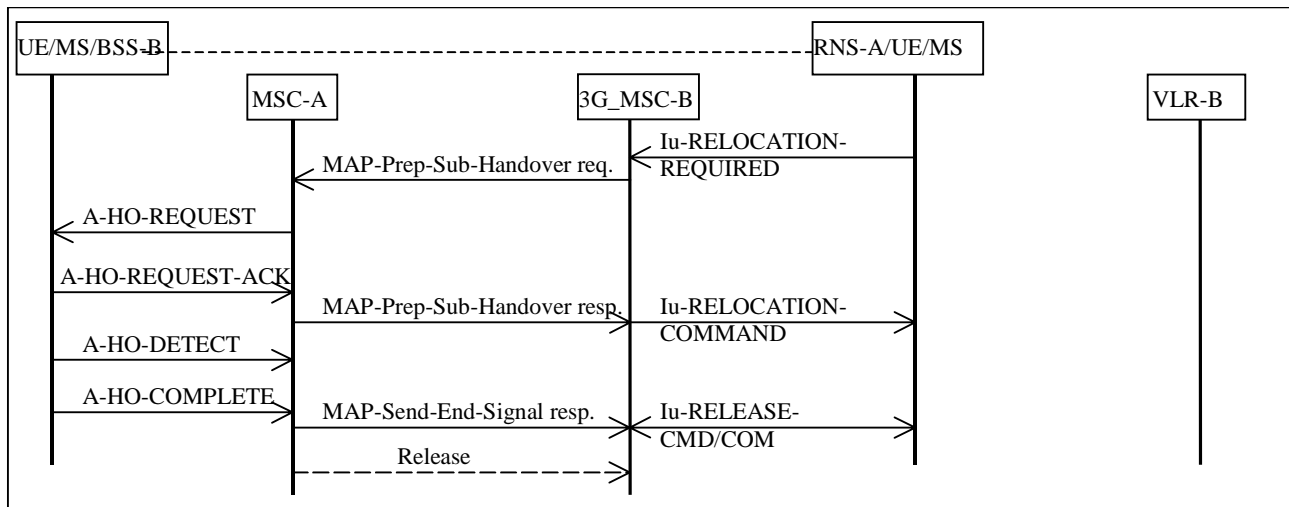 UE/MS/BSS-B
RNS-A/UE/MS
MSC-A
3G_MSC-B
VLR-B
Iu-RELOCATION-
REQUIRED
MAP-Prep-Sub-Handover req.
A-HO-REQUEST
A-HO-REQUEST-ACK
MAP-Prep-Sub-Handover resp.
Iu-RELOCATION-
COMMAND
A-HO-DETECT
A-HO-COMPLETE
MAP-Send-End-Signal resp.
Iu-RELEASE-
CMD/COM
Release